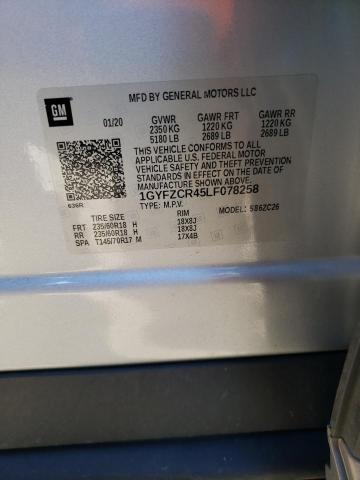 GM
MFD BY GENERAL MOTORS LLC
01/20 GVWR GAWR FRT GAWR RR
2350 KG 1220 KG 1220 KG
5180 LB 2689 LB 2689 LB
THIS VEHICLE CONFORMS TO ALL
APPLICABLE U.S. FEDERAL MOTOR
VEHICLE SAFETY, BUMPER, AND THEFT PREVENTION
STANDARDS IN EFFECT ON THE DATE OF
MANUFACTURE SHOWN ABOVE.
1GYFZCR45LF078258
TYPE: M.P.V. MODEL: 5B6ZC26
TIRE SIZE RIM
FRT 235/60R18 H 18X8J
RR 235/60R18 H 18X8J
SPA T145/70R17 M 17X4B